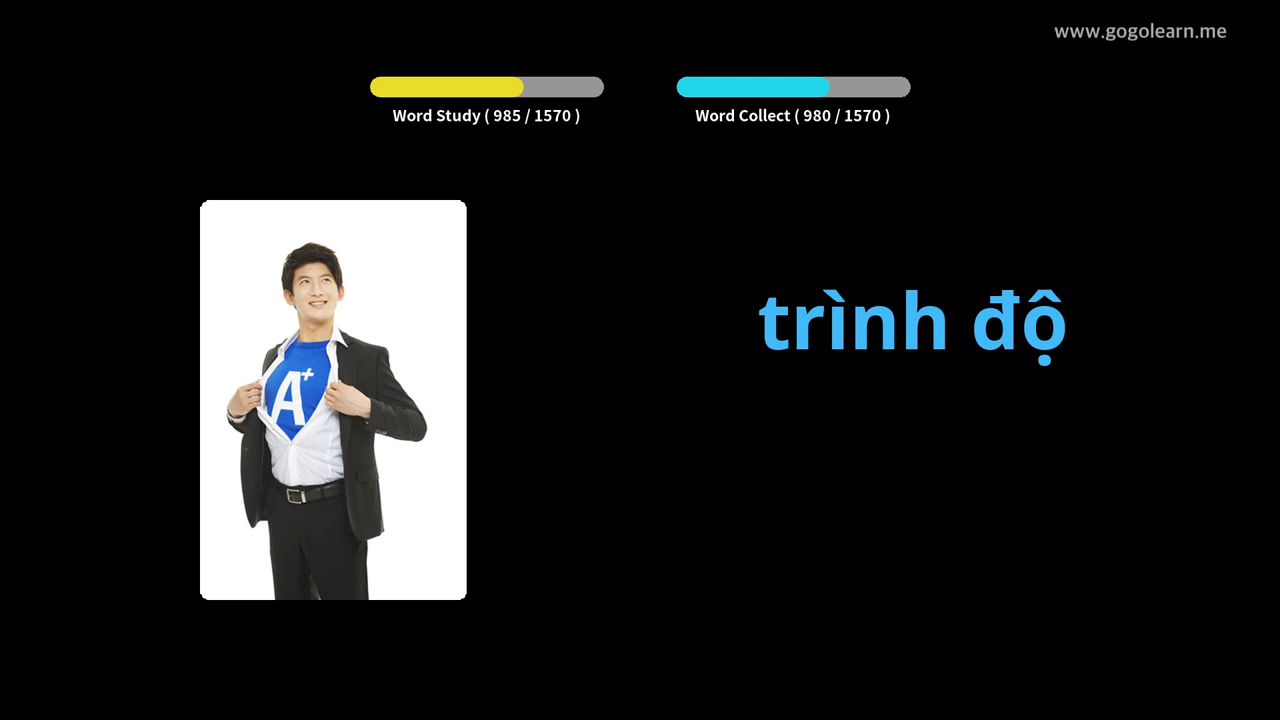 www.gogolearn.me
Word Study ( 985 / 1570 )
Word Collect ( 980 / 1570 )
A+
trình độ